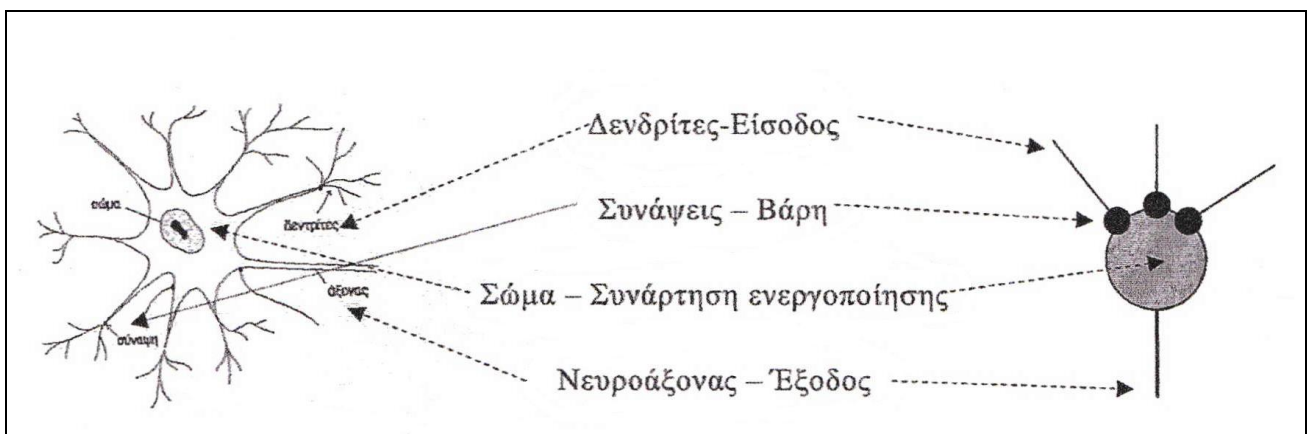 Δενδρίτες-Είσοδος
σώμα
δεντρίτες
Συνάψεις – Βάρη
Σώμα – Συνάρτηση ενεργοποίησης
άξονας
σύναψη
Νευροάξονας – Έξοδος